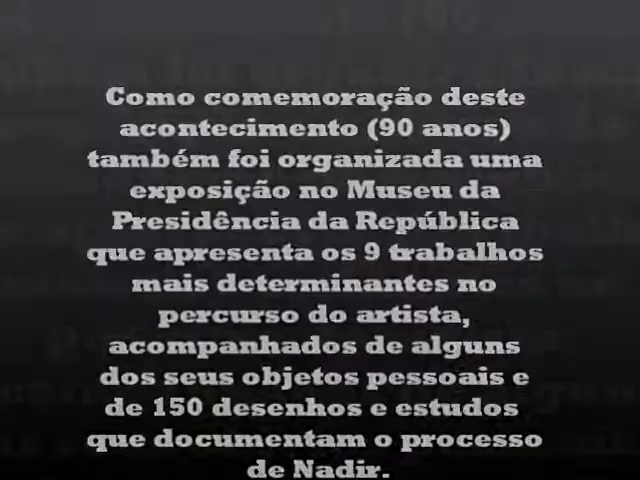 Como comemoração deste
acontecimento (90 anos)
também foi organizada uma
exposição no Museu da
Presidência da República
que apresenta os 9 trabalhos
mais determinantes no
percurso do artista,
acompanhados de alguns
dos seus objetos pessoais e
de 150 desenhos e estudos
que documentam o processo
de Nadir.